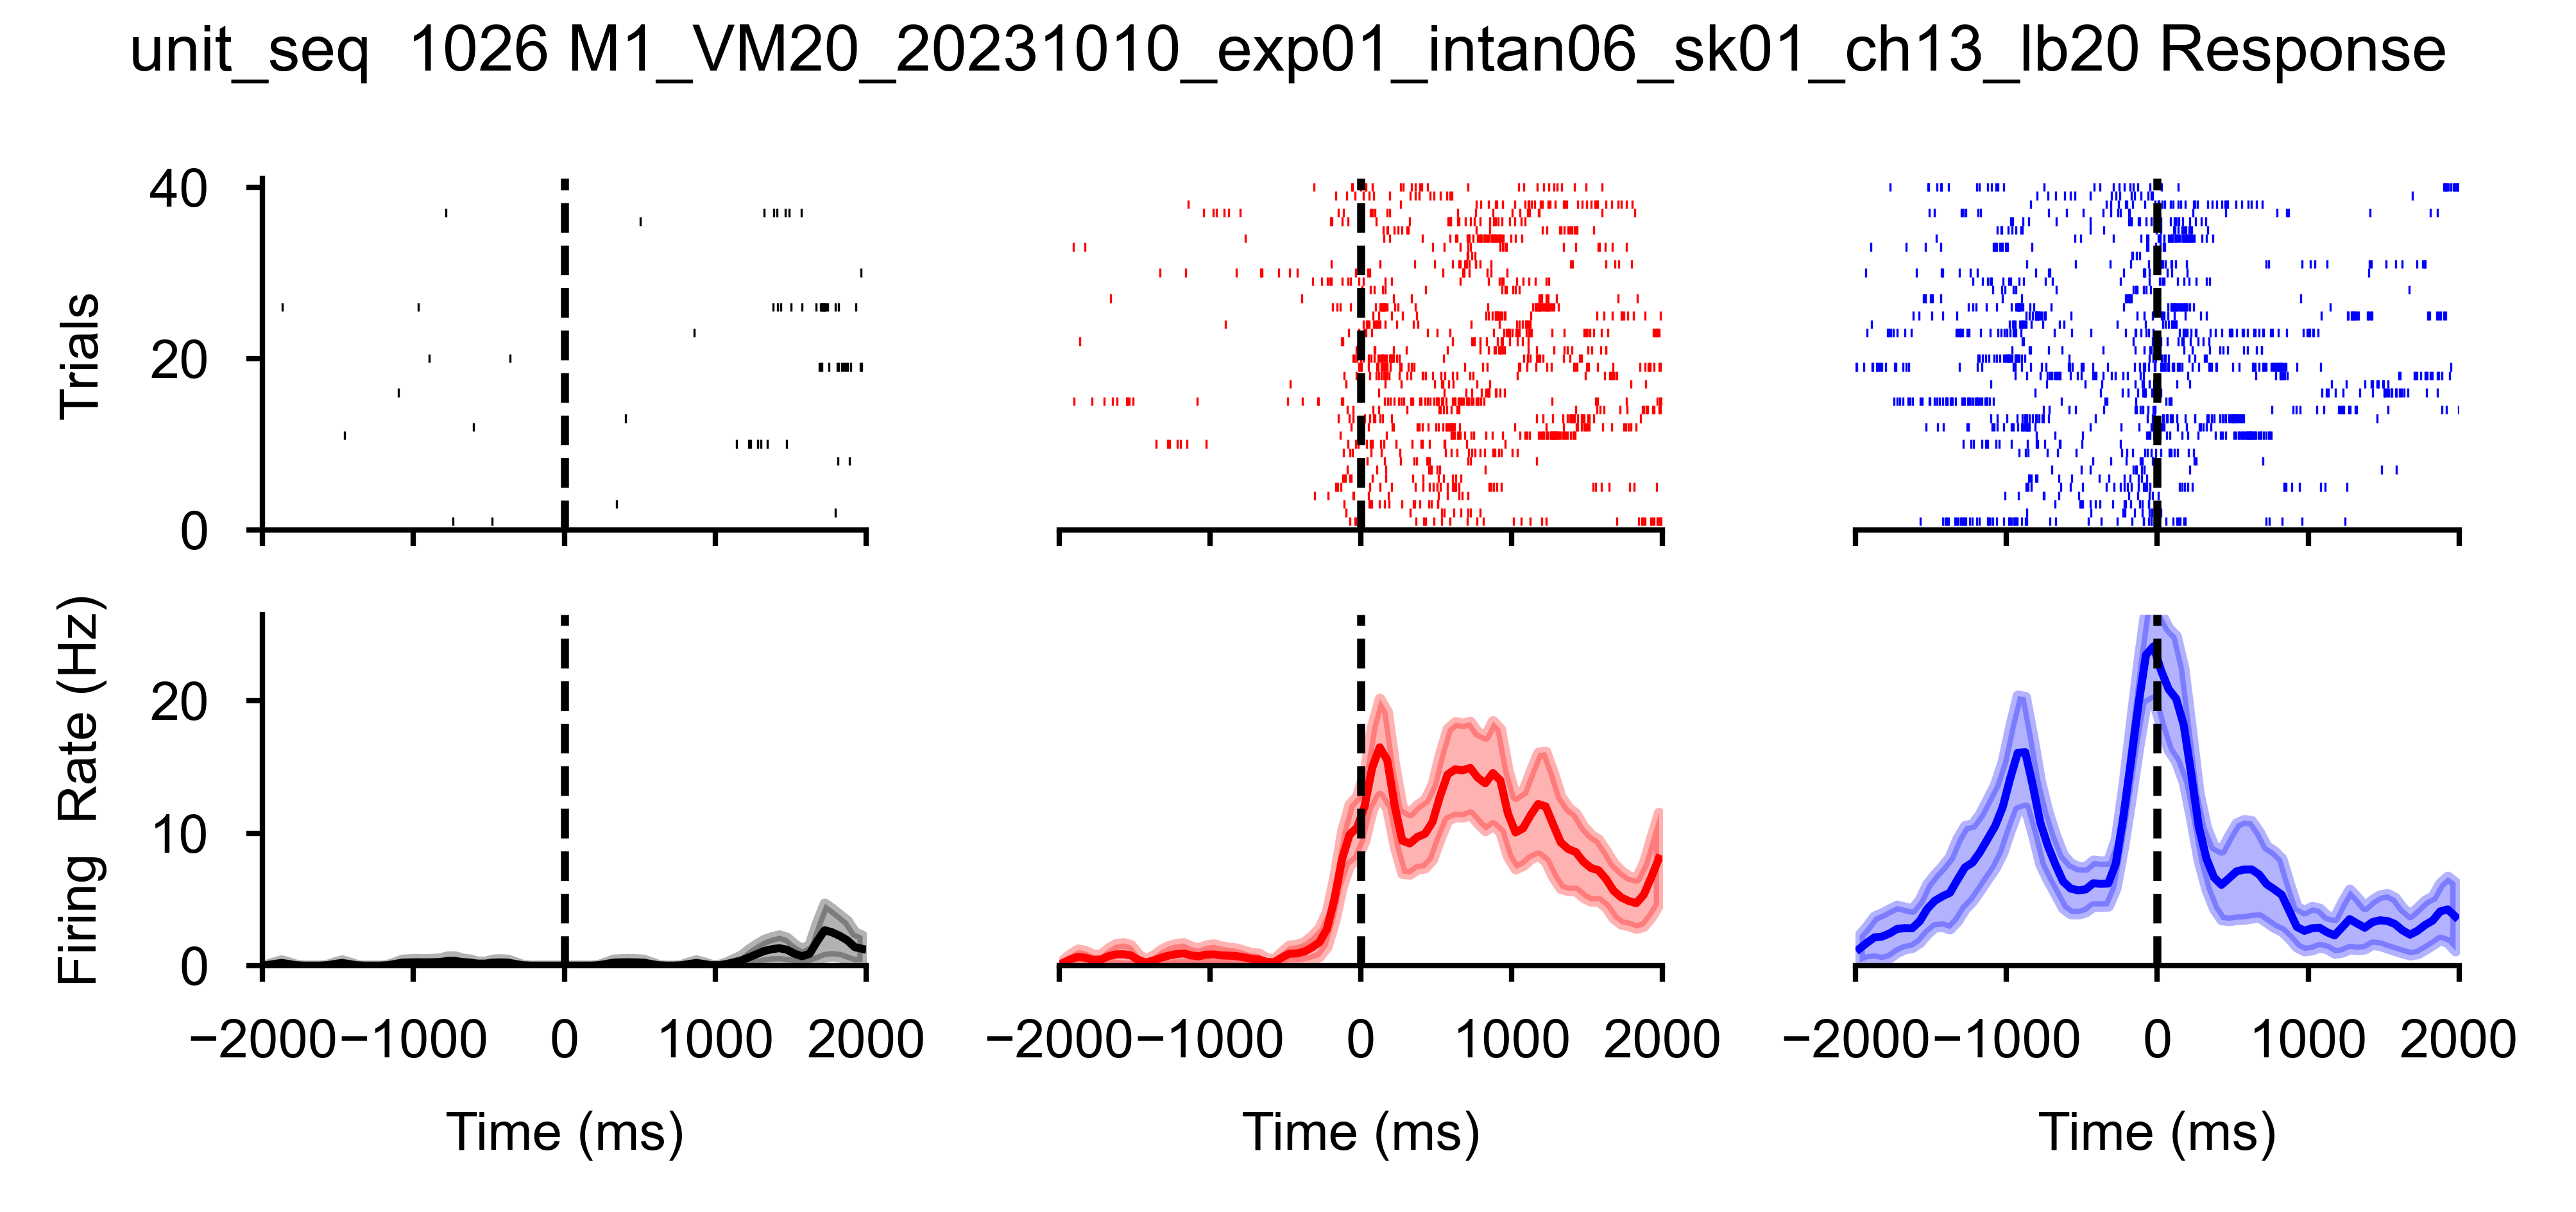 unit_seq  1026 M1_VM20_20231010_exp01_intan06_sk01_ch13_lb20 Response
Trials
40
20
0
Firing  Rate (Hz)
20
10
0
−2000 −1000 0 1000 2000
−2000 −1000 0 1000 2000
−2000 −1000 0 1000 2000
Time (ms)
Time (ms)
Time (ms)